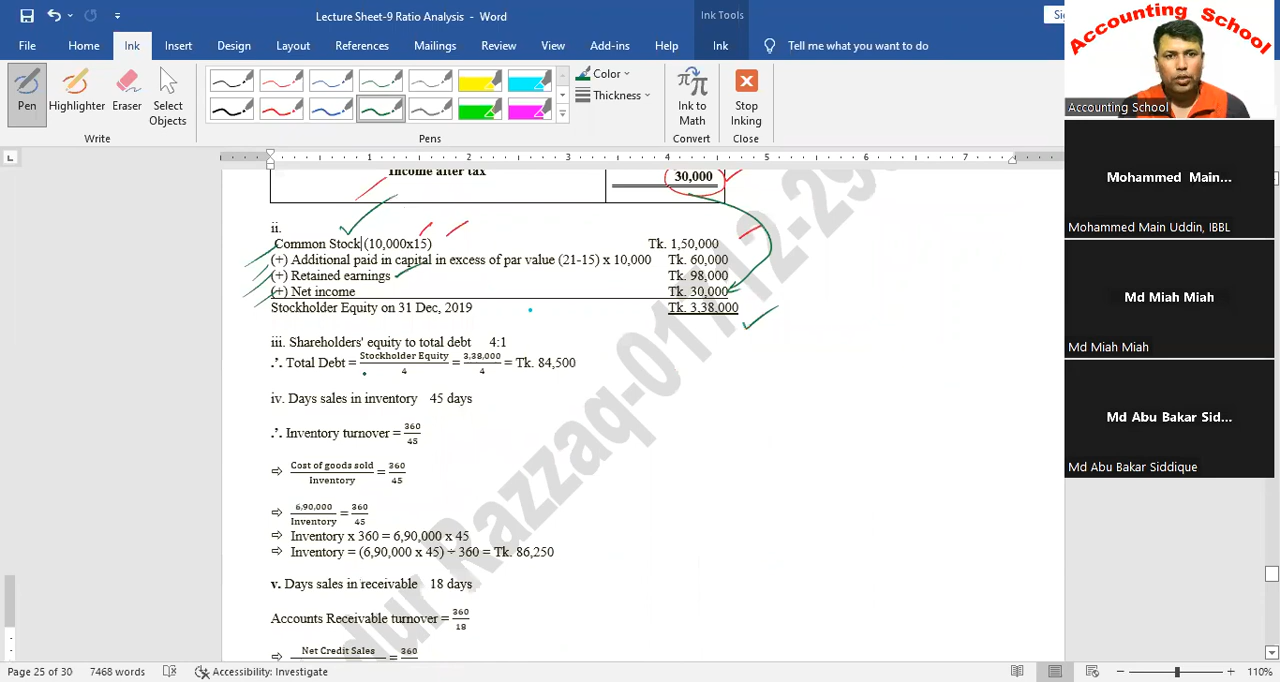 Lecture Sheet-9 Ratio Analysis - Word
Ink Tools
Accounting School
File Home Ink Insert Design Layout References Mailings Review View Add-ins Help Ink Tell me what you want to do
Pen
Highlighter
Eraser
Select Objects
Color
Thickness
Ink to Math
Stop Inking
Write
Pens
Convert
Close
Accounting School
1 2 3 4 5 6 7
Income after tax 30,000
ii.
Common Stock (10,000x15) Tk. 1,50,000
(+) Additional paid in capital in excess of par value (21-15) x 10,000 Tk. 60,000
(+) Retained earnings Tk. 98,000
(+) Net income Tk. 30,000
Stockholder Equity on 31 Dec, 2019 Tk. 3,38,000
iii. Shareholders' equity to total debt 4:1
∴ Total Debt = Stockholder Equity / 4 = 3,38,000 / 4 = Tk. 84,500
iv. Days sales in inventory 45 days
∴ Inventory turnover = 360 / 45
⇨ Cost of goods sold / Inventory = 360 / 45
⇨ 6,90,000 / Inventory = 360 / 45
⇨ Inventory x 360 = 6,90,000 x 45
⇨ Inventory = (6,90,000 x 45) ÷ 360 = Tk. 86,250
v. Days sales in receivable 18 days
Accounts Receivable turnover = 360 / 18
⇨ Net Credit Sales = 360
Mohammed Main...
Mohammed Main Uddin, IBBL
Md Miah Miah
Md Miah Miah
Md Abu Bakar Sid...
Md Abu Bakar Siddique
Page 25 of 30 7468 words Accessibility: Investigate 110%